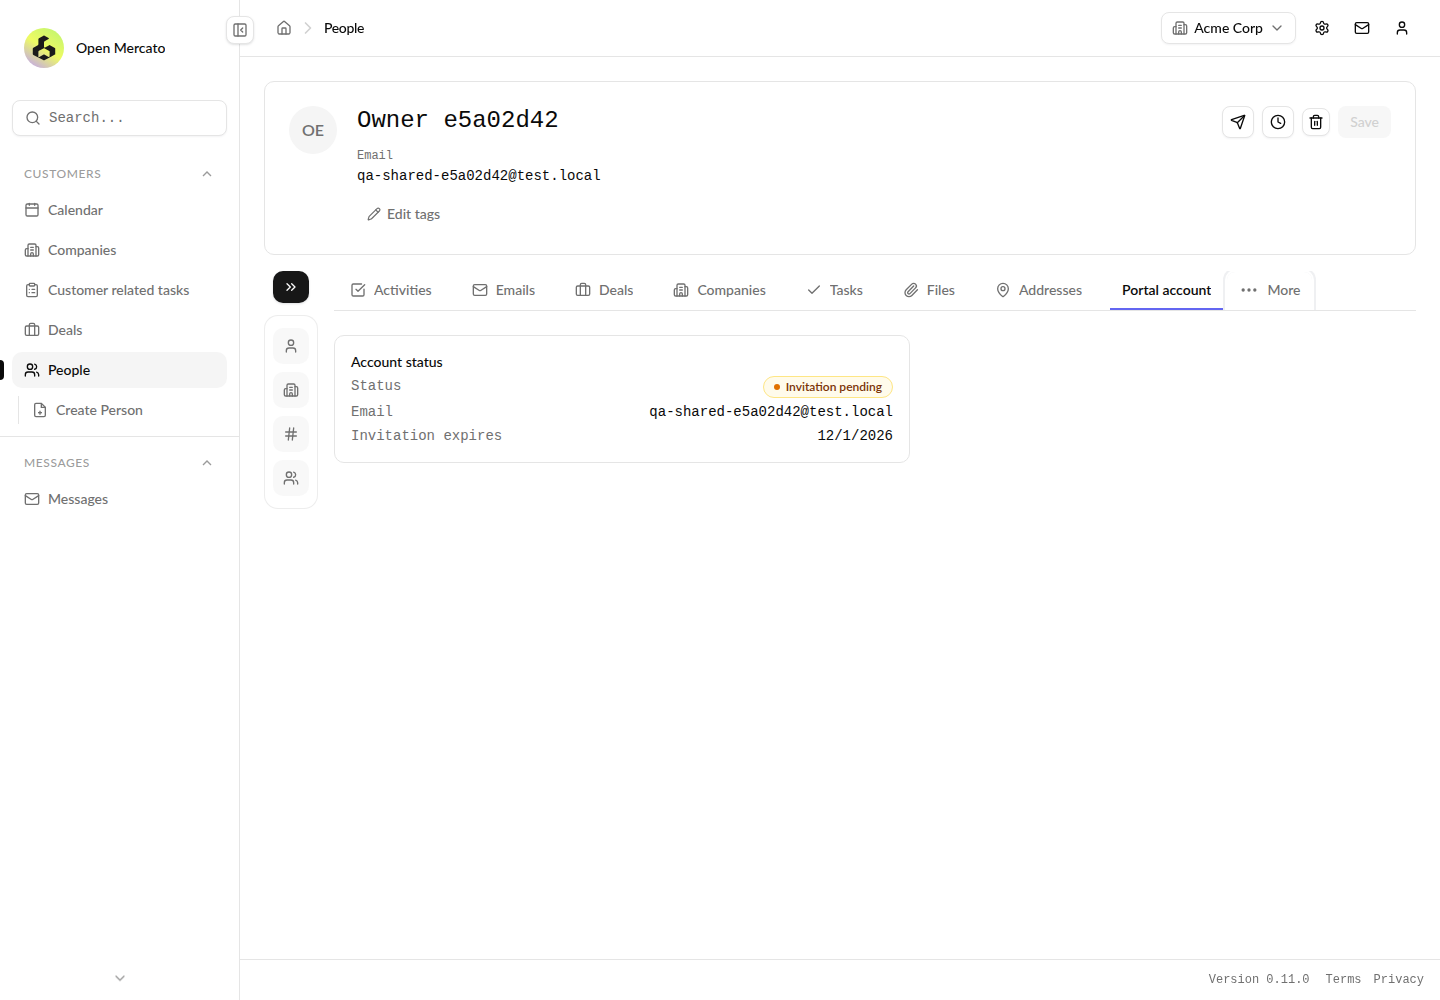 Open Mercato
Search...
CUSTOMERS
Calendar
Companies
Customer related tasks
Deals
People
Create Person
MESSAGES
Messages
People
Acme Corp
OE
Owner e5a02d42
Email
qa-shared-e5a02d42@test.local
Edit tags
Save
Activities
Emails
Deals
Companies
Tasks
Files
Addresses
Portal account
More
Account status
Status
Invitation pending
Email
qa-shared-e5a02d42@test.local
Invitation expires
12/1/2026
Version 0.11.0
Terms
Privacy